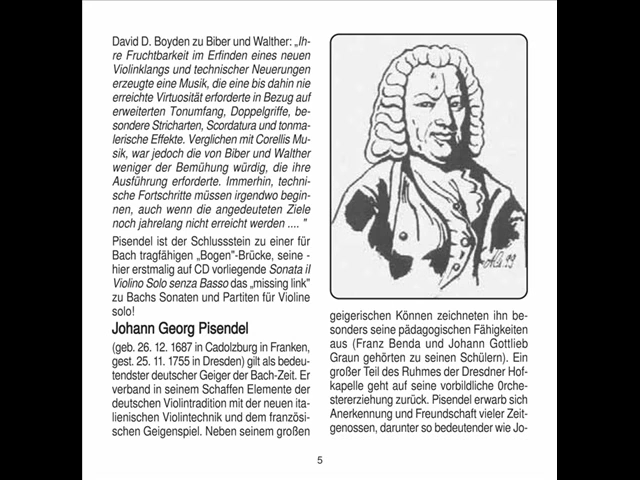 David D. Boyden zu Biber und Walther: „Ih-
re Fruchtbarkeit im Erfinden eines neuen
Violinklangs und technischer Neuerungen
erzeugte eine Musik, die eine bis dahin nie
erreichte Virtuosität erforderte in Bezug auf
erweiterten Tonumfang, Doppelgriffe, be-
sondere Stricharten, Scordatura und tonma-
lerische Effekte. Verglichen mit Corellis Mu-
sik, war jedoch die von Biber und Walther
weniger der Bemühung würdig, die ihre
Ausführung erforderte. Immerhin, techni-
sche Fortschritte müssen irgendwo begin-
nen, auch wenn die angedeuteten Ziele
noch jahrelang nicht erreicht werden .... "
Pisendel ist der Schlussstein zu einer für
Bach tragfähigen „Bogen"-Brücke, seine -
hier erstmalig auf CD vorliegende Sonata il
Violino Solo senza Basso das „missing link"
zu Bachs Sonaten und Partiten für Violine
solo!
Johann Georg Pisendel
(geb. 26. 12. 1687 in Cadolzburg in Franken,
gest. 25. 11. 1755 in Dresden) gilt als bedeu-
tendster deutscher Geiger der Bach-Zeit. Er
verband in seinem Schaffen Elemente der
deutschen Violintradition mit der neuen ita-
lienischen Violintechnik und dem französi-
schen Geigenspiel. Neben seinem großen
geigerischen Können zeichneten ihn be-
sonders seine pädagogischen Fähigkeiten
aus (Franz Benda und Johann Gottlieb
Graun gehörten zu seinen Schülern). Ein
großer Teil des Ruhmes der Dresdner Hof-
kapelle geht auf seine vorbildliche 0rche-
stererziehung zurück. Pisendel erwarb sich
Anerkennung und Freundschaft vieler Zeit-
genossen, darunter so bedeutender wie Jo-
5